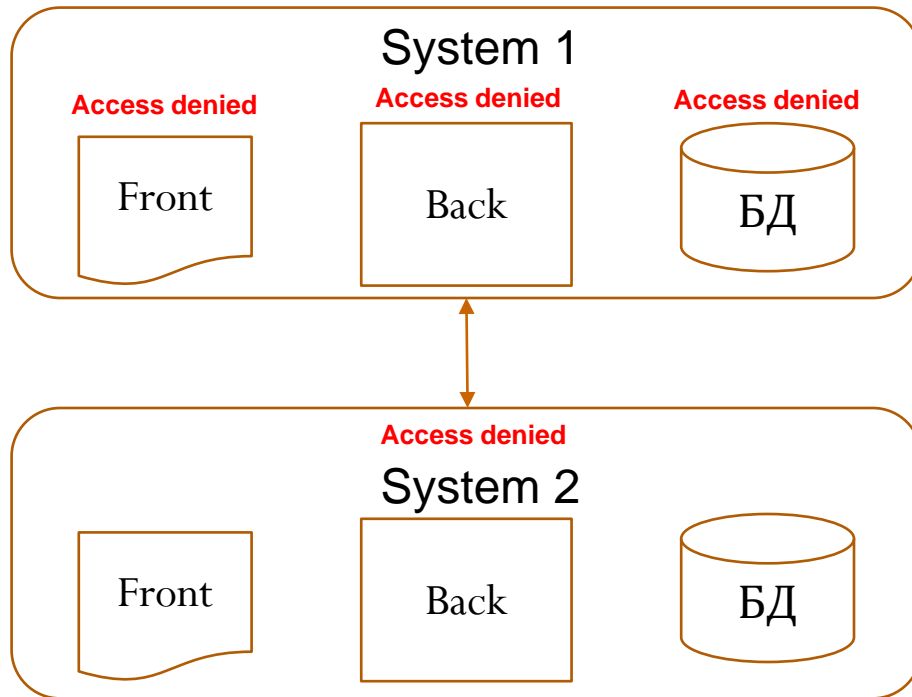 System 1
Access denied
Access denied
Access denied
Front
Back
БД
Access denied
System 2
Front
Back
БД